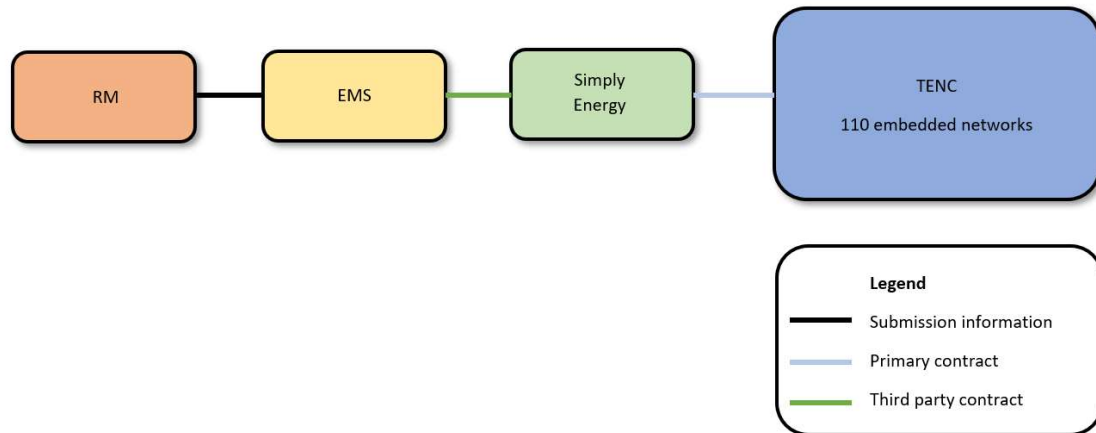 RM
EMS
Simply
Energy
TENC
110 embedded networks
Legend
Submission information
Primary contract
Third party contract